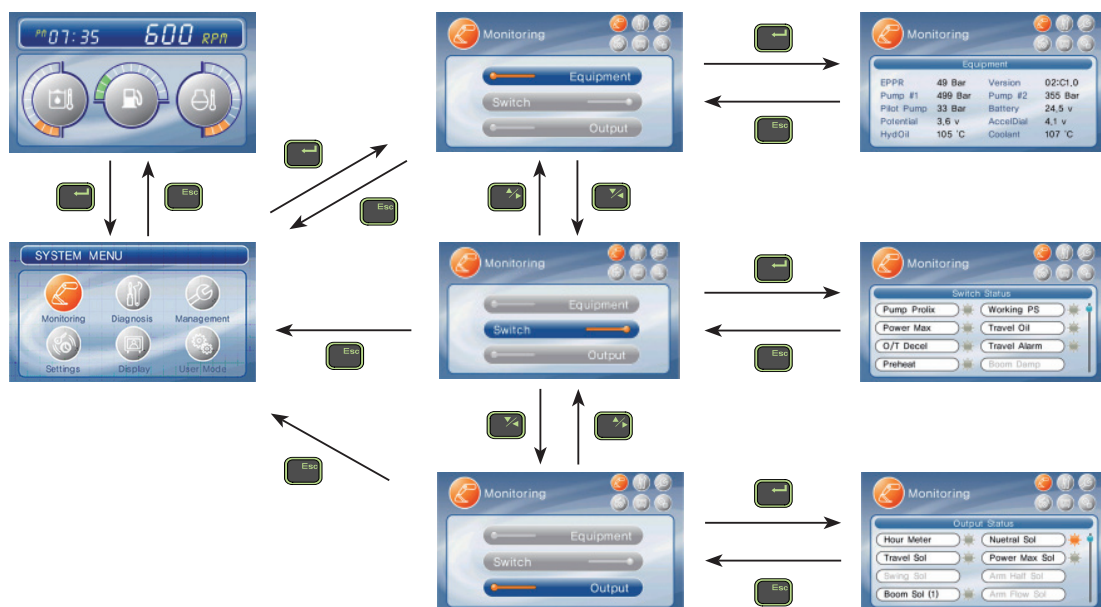 PM 07:35 600 RPM
Monitoring
Equipment
Switch
Output
Esc
Monitoring
Equipment
EPPR 49 Bar Version 02:C1,0
Pump #1 499 Bar Pump #2 355 Bar
Pilot Pump 33 Bar Battery 24,5 v
Potential 3,6 v AccelDial 4,1 v
HydOil 105 °C Coolent 107 °C
Esc
Esc
SYSTEM MENU
Monitoring Diagnosis Management
Settings Display User Mode
Esc
Monitoring
Equipment
Switch
Output
Esc
Monitoring
Switch Status
Pump Prolix Working PS
Power Max Travel Oil
O/T Decel Travel Alarm
Preheat Boom Damp
Esc
Monitoring
Equipment
Switch
Output
Esc
Monitoring
Output Status
Hour Meter Nuetral Sol
Travel Sol Power Max Sol
Swing Sol Arm Half Sol
Boom Sol (1) Arm Flow Sol